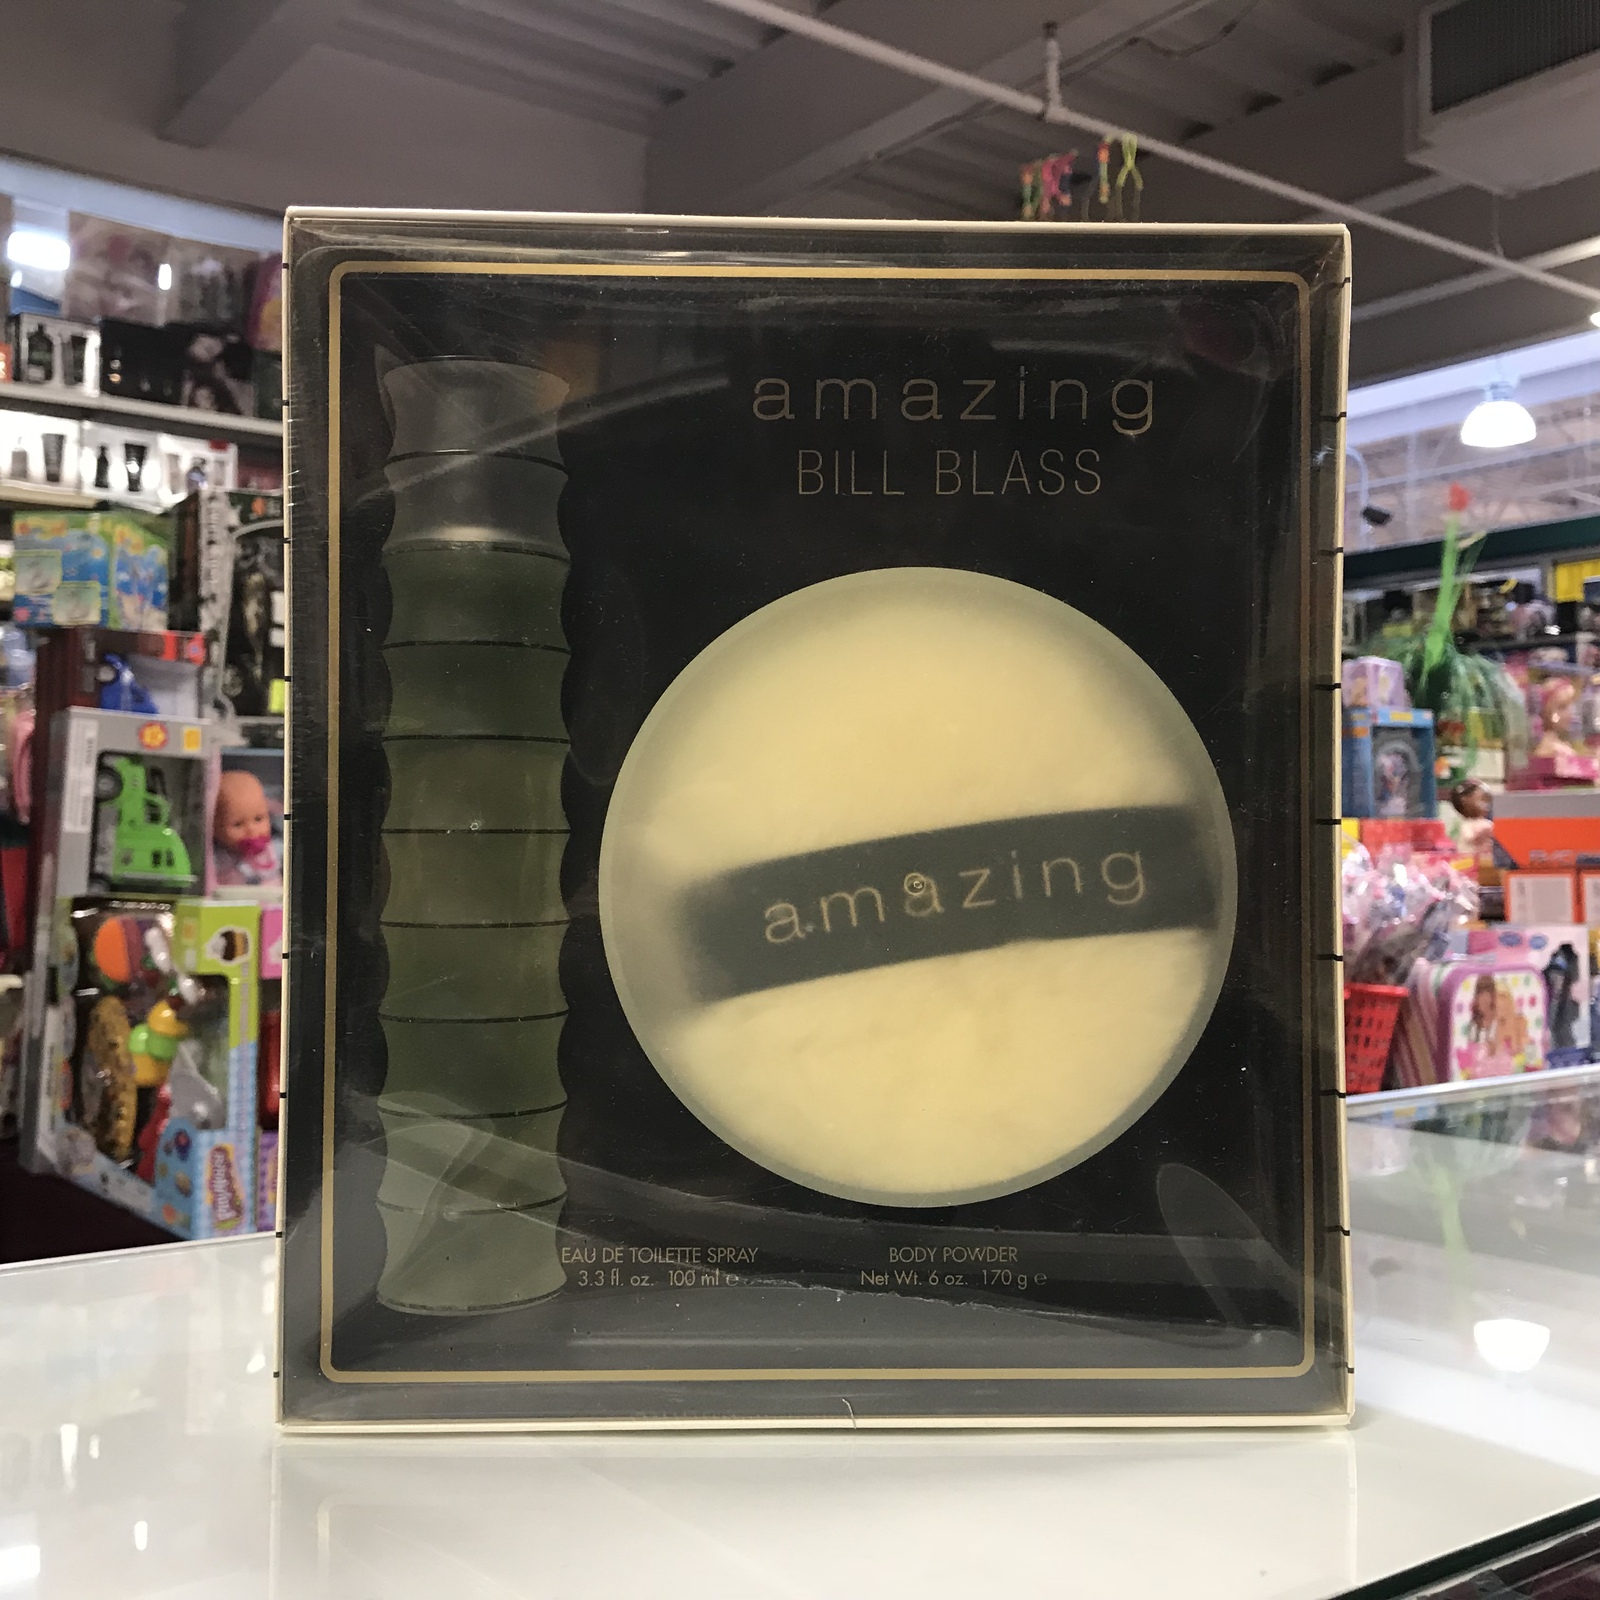 amazing
BILL BLASS
amazing
EAU DE TOILETTE SPRAY
3.3 fl. oz. 100 ml e
BODY POWDER
Net Wt. 6 oz. 170 g e